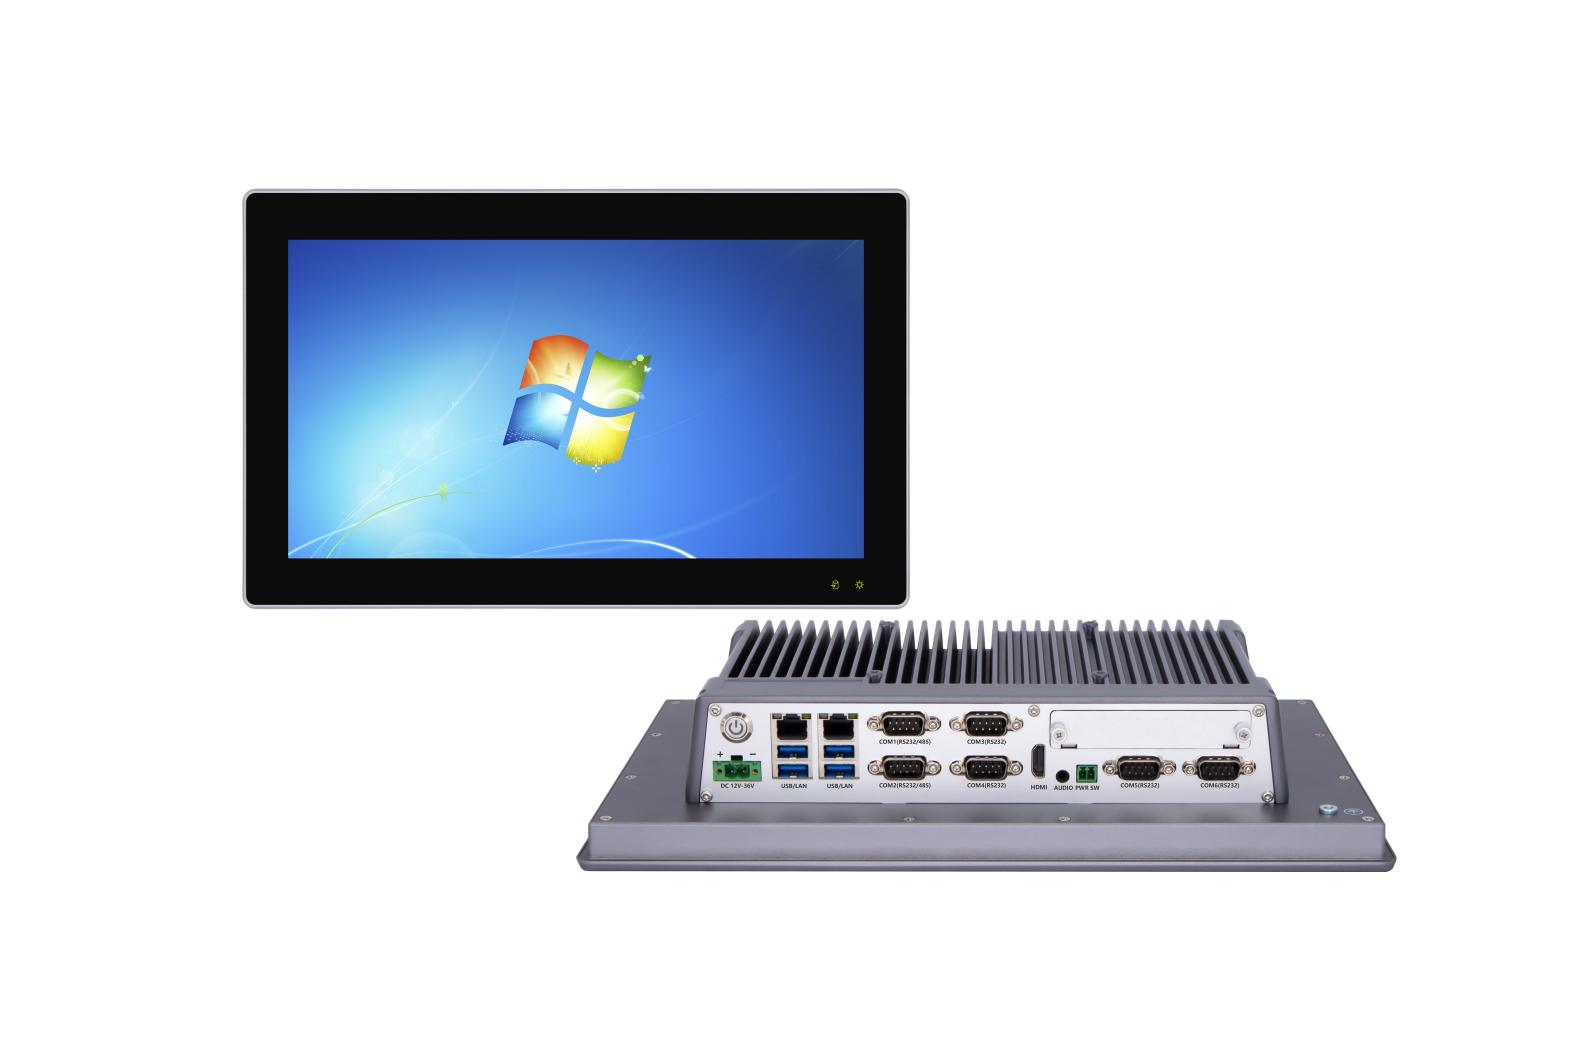 COM1(RS232/485)
COM3(RS232)
+ −
DC 12V-36V
USB/LAN
USB/LAN
COM2(RS232/485)
COM4(RS232)
HDMI
AUDIO
PWR SW
COM5(RS232)
COM6(RS232)